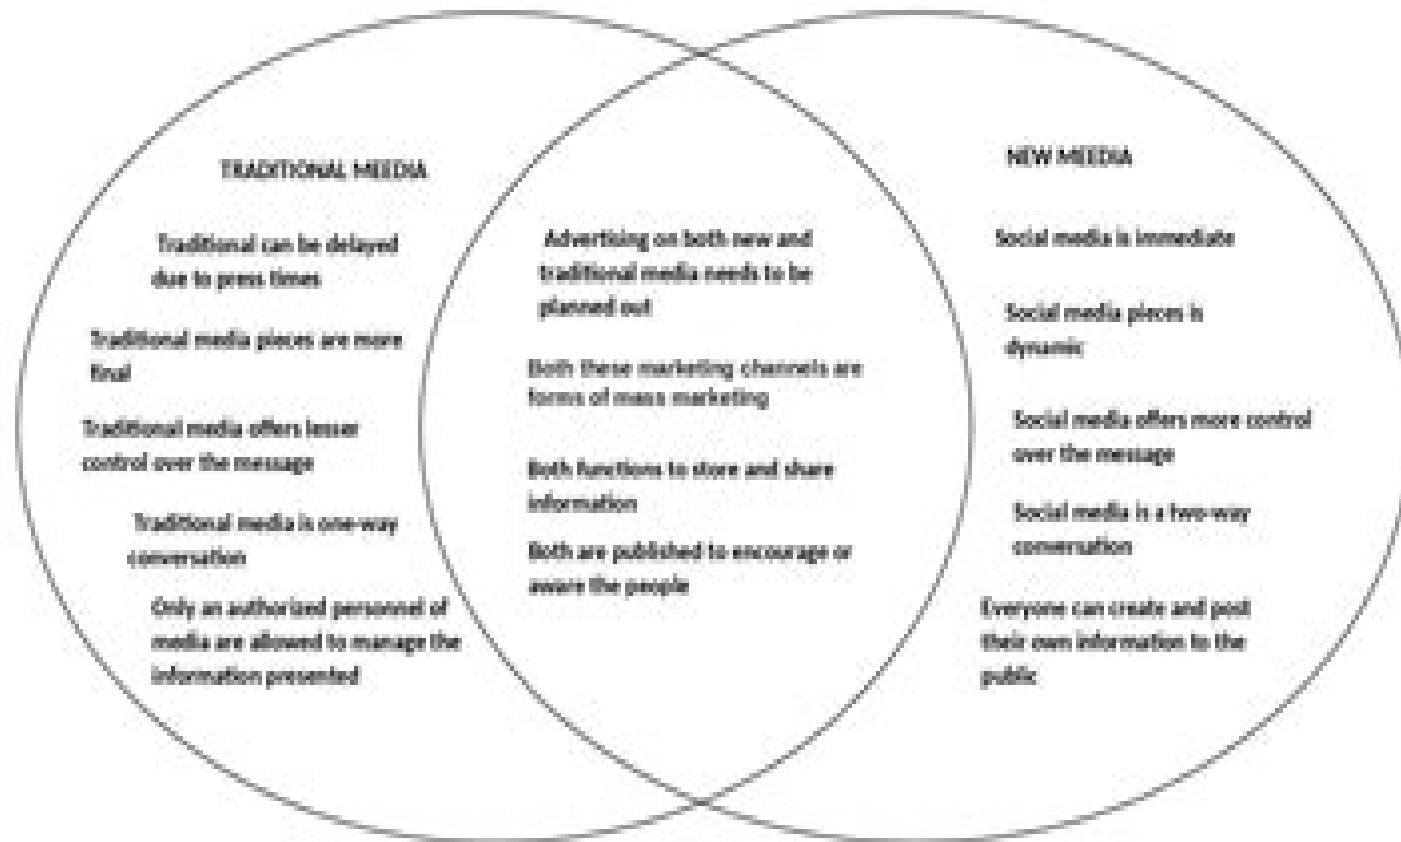 TRADITIONAL MEEDIA
Traditional can be delayed
due to press times
Traditional media pieces are more
final
Traditional media offers lesser
control over the message
Traditional media is one-way
conversation
Only an authorized personnel of
media are allowed to manage the
information presented
Advertising on both new and
traditional media needs to be
planned out
Both these marketing channels are
forms of mass marketing
Both functions to store and share
information
Both are published to encourage or
aware the people
NEW MEEDIA
Social media is immediate
Social media pieces is
dynamic
Social media offers more control
over the message
Social media is a two-way
conversation
Everyone can create and post
their own information to the
public